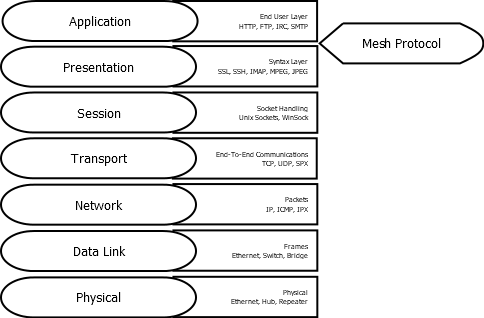 Application
End User Layer
HTTP, FTP, IRC, SMTP
Mesh Protocol
Presentation
Syntax Layer
SSL, SSH, IMAP, MPEG, JPEG
Session
Socket Handling
Unix Sockets, WinSock
Transport
End-To-End Communications
TCP, UDP, SPX
Network
Packets
IP, ICMP, IPX
Data Link
Frames
Ethernet, Switch, Bridge
Physical
Physical
Ethernet, Hub, Repeater